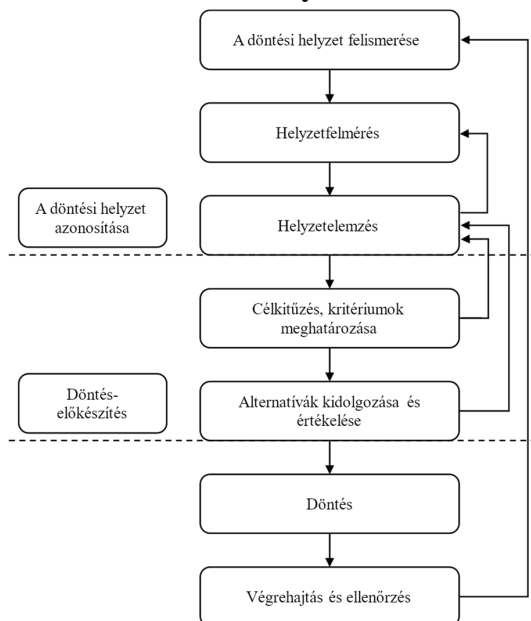 A döntési helyzet felismerése
Helyzetfelmérés
A döntési helyzet
azonosítása
Helyzetelemzés
Célkitűzés, kritériumok
meghatározása
Döntés-
előkészítés
Alternatívák kidolgozása és
értékelése
Döntés
Végrehajtás és ellenőrzés